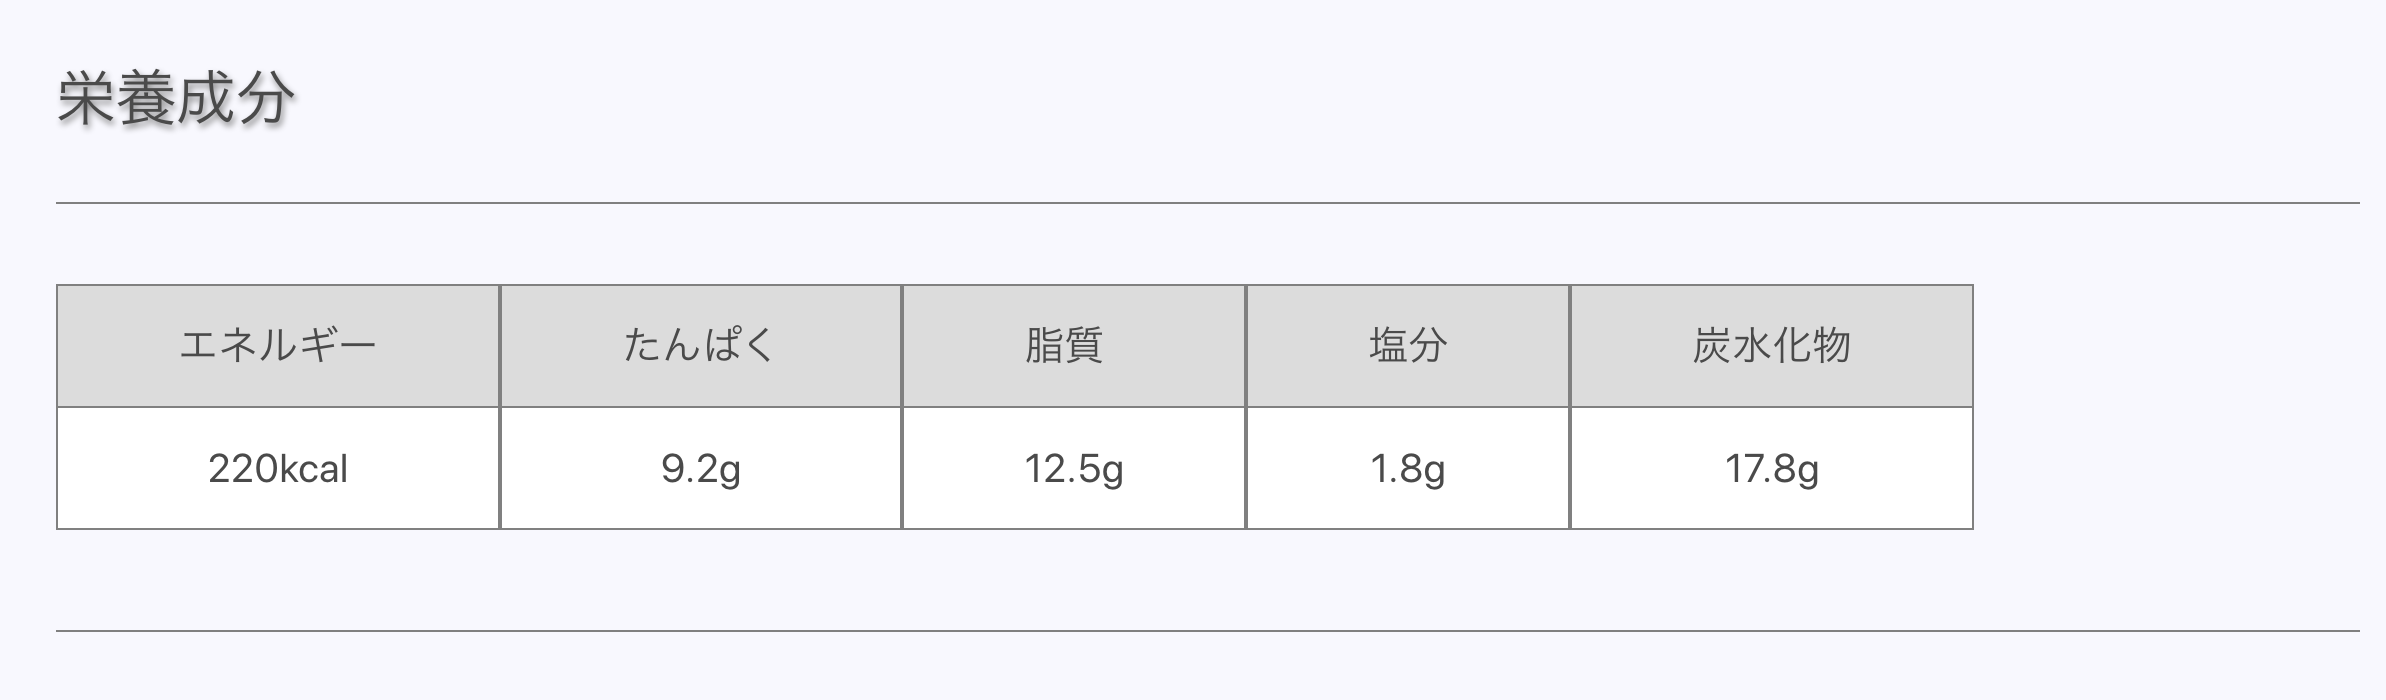 栄養成分
エネルギー たんぱく 脂質 塩分 炭水化物
220kcal 9.2g 12.5g 1.8g 17.8g